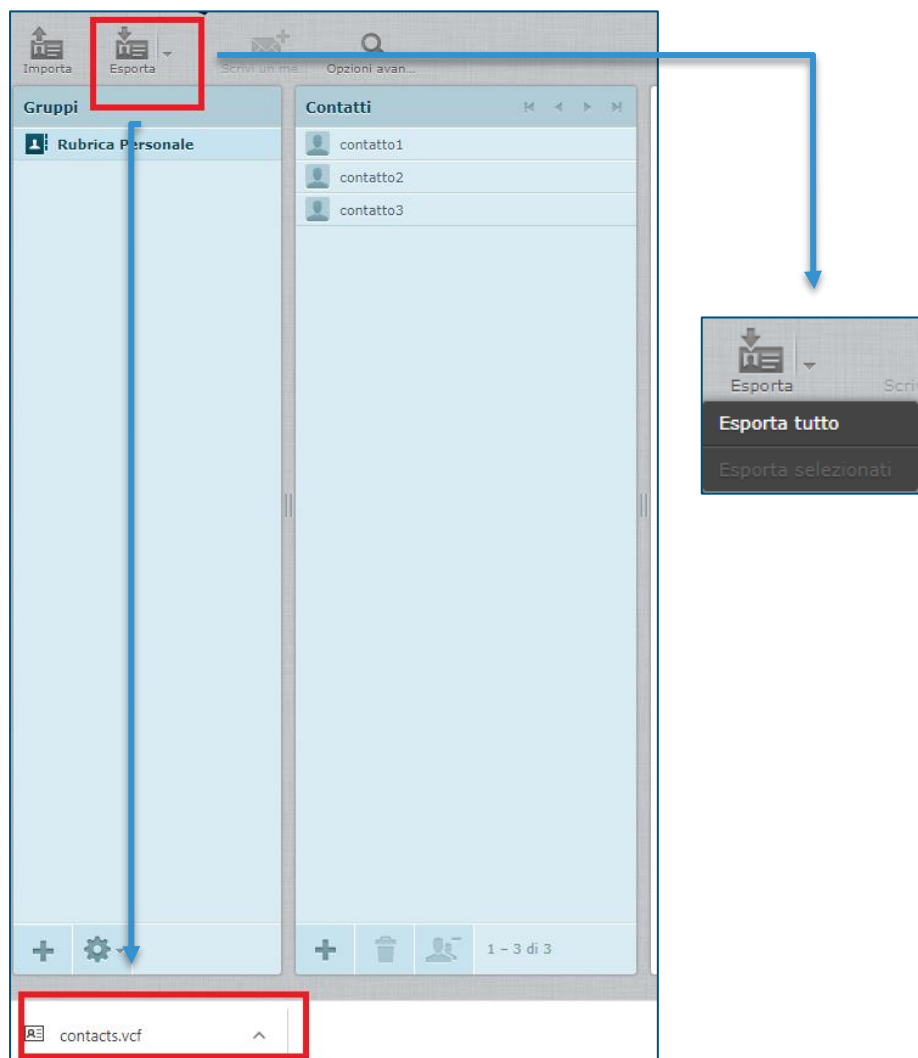 Importa Esporta Scrivi un me... Opzioni avan...
Gruppi
Rubrica Personale
Contatti
contatto1
contatto2
contatto3
1 – 3 di 3
contacts.vcf
Esporta Scri
Esporta tutto
Esporta selezionati